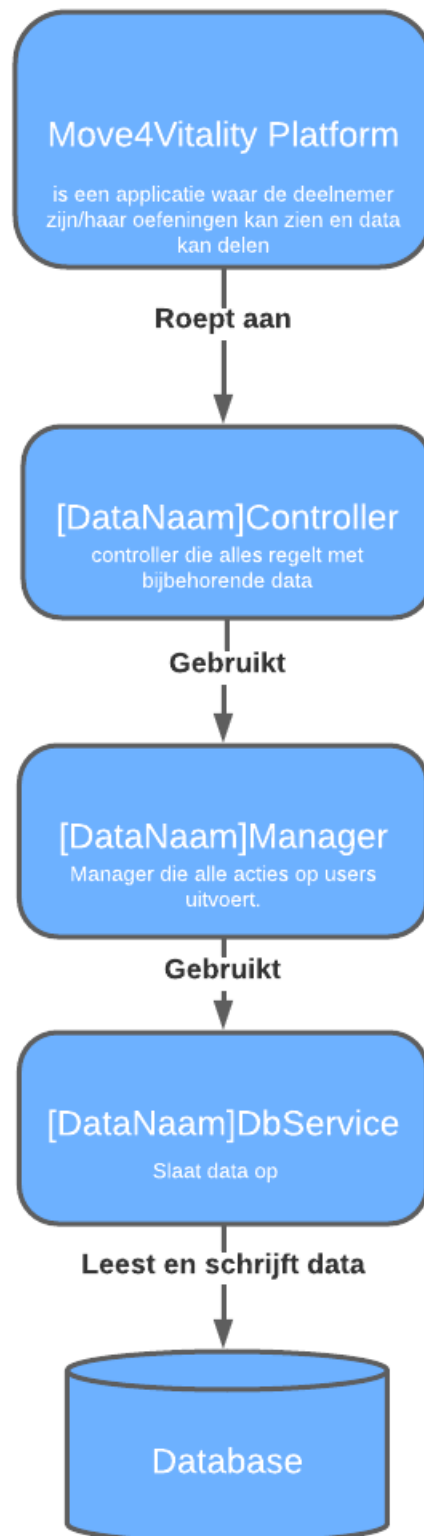 Move4Vitality Platform
is een applicatie waar de deelnemer
zijn/haar oefeningen kan zien en data
kan delen
Roept aan
[DataNaam]Controller
controller die alles regelt met
bijbehorende data
Gebruikt
[DataNaam]Manager
Manager die alle acties op users
uitvoert.
Gebruikt
[DataNaam]DbService
Slaat data op
Leest en schrijft data
Database